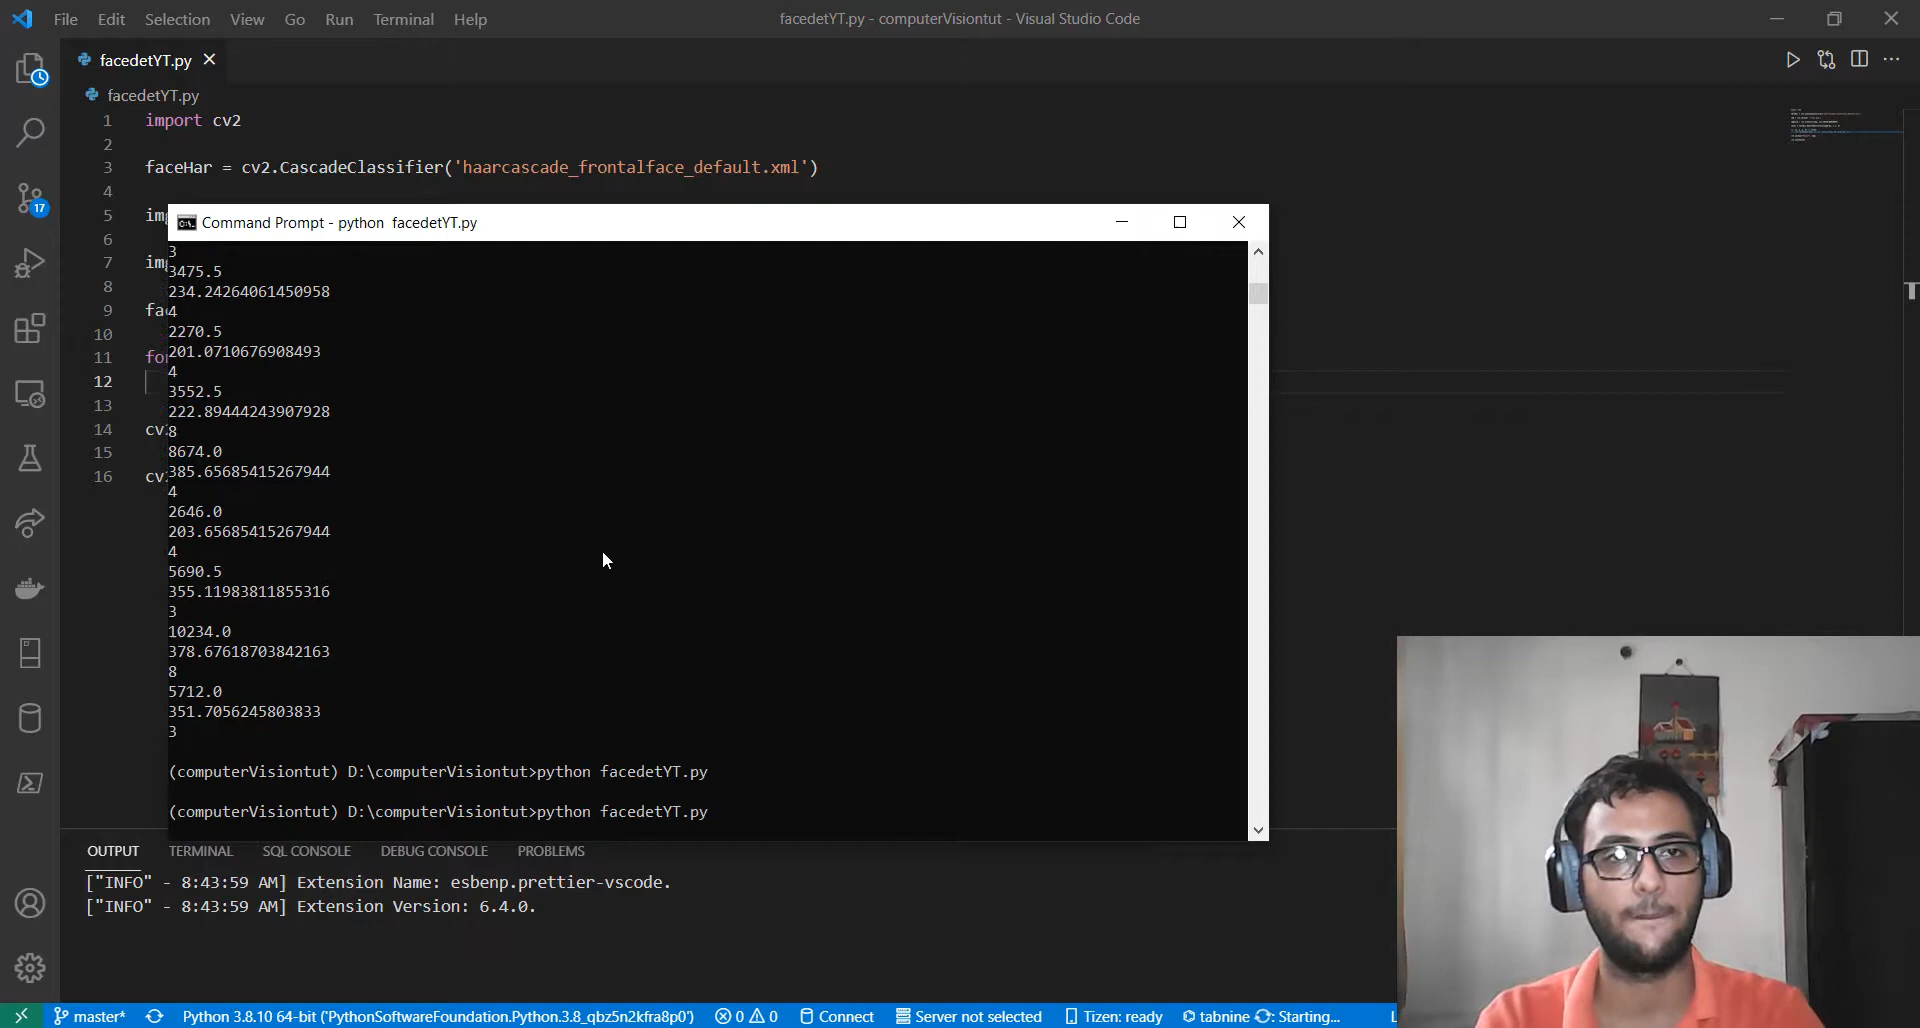 File Edit Selection View Go Run Terminal Help
facedetYT.py - computerVisiontut - Visual Studio Code
facedetYT.py
facedetYT.py
1 import cv2
2
3 faceHar = cv2.CascadeClassifier('haarcascade_frontalface_default.xml')
4
5 img
6
7 img
8
9 fac
10
11 for
12
13
14 cv2
15
16 cv2
17
Command Prompt - python facedetYT.py
3
3475.5
234.24264061450958
4
2270.5
201.0710676908493
4
3552.5
222.89444243907928
8
8674.0
385.65685415267944
4
2646.0
203.65685415267944
4
5690.5
355.11983811855316
3
10234.0
378.67618703842163
8
5712.0
351.7056245803833
3
(computerVisiontut) D:\computerVisiontut>python facedetYT.py
(computerVisiontut) D:\computerVisiontut>python facedetYT.py
OUTPUT TERMINAL SQL CONSOLE DEBUG CONSOLE PROBLEMS
["INFO" - 8:43:59 AM] Extension Name: esbenp.prettier-vscode.
["INFO" - 8:43:59 AM] Extension Version: 6.4.0.
master* Python 3.8.10 64-bit ('PythonSoftwareFoundation.Python.3.8_qbz5n2kfra8p0') 0 0 Connect Server not selected Tizen: ready tabnine : Starting... L